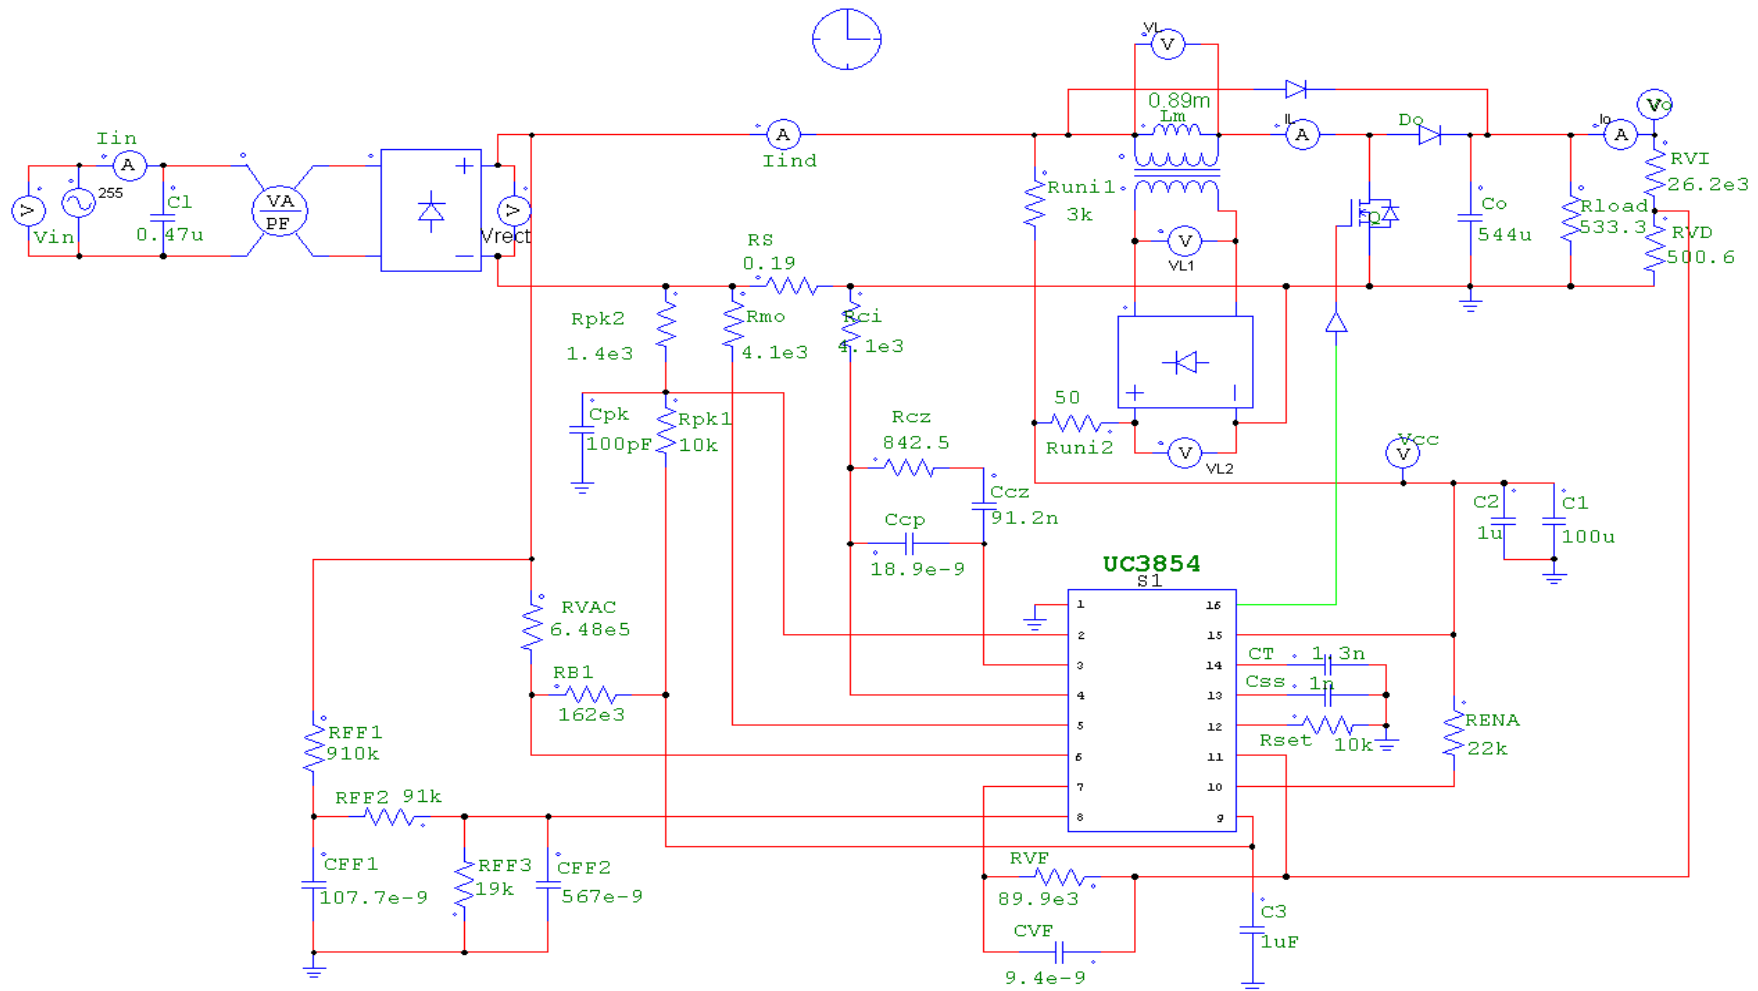 VL
V
0.89m
Lm
Iin
A
255
C1
0.47u
V
Vin
VA
PF
+
−
V
Vrect
A
Iind
IL
A
Do
Io
A
Vo
RVI
26.2e3
Runi1
3k
Q
Co
544u
Rload
533.3
RVD
500.6
V
VL1
RS
0.19
Rpk2
1.4e3
Rmo
4.1e3
Rci
4.1e3
+
−
Cpk
100pF
Rpk1
10k
Rcz
842.5
50
Runi2
V
VL2
Vcc
V
Ccz
91.2n
Ccp
18.9e-9
C2
1u
C1
100u
UC3854
S1
1
2
3
4
5
6
7
8
16
15
14
13
12
11
10
9
RVAC
6.48e5
RB1
162e3
CT
1.3n
Css
1n
Rset
10k
RENA
22k
RFF1
910k
RFF2 91k
CFF1
107.7e-9
RFF3
19k
CFF2
567e-9
RVF
89.9e3
CVF
9.4e-9
C3
1uF